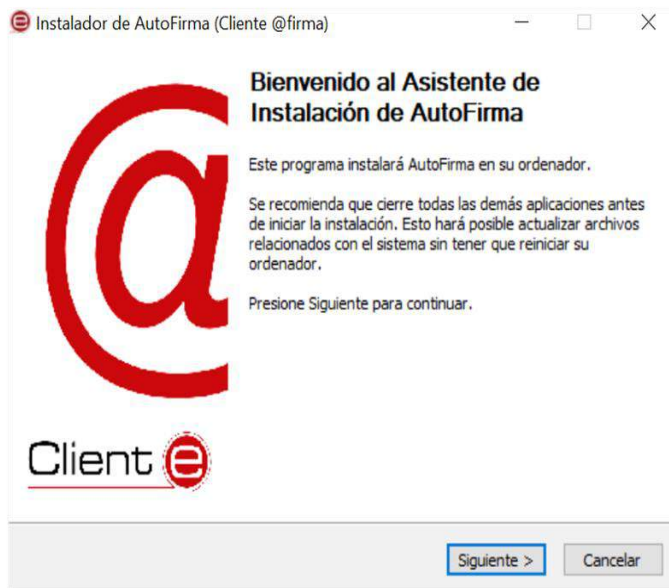 Instalador de AutoFirma (Cliente @firma)
Bienvenido al Asistente de
Instalación de AutoFirma
Este programa instalará AutoFirma en su ordenador.
Se recomienda que cierre todas las demás aplicaciones antes
de iniciar la instalación. Esto hará posible actualizar archivos
relacionados con el sistema sin tener que reiniciar su
ordenador.
Presione Siguiente para continuar.
@
Client e
Siguiente >
Cancelar